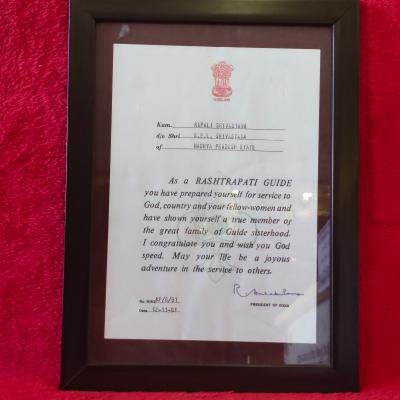 Kum. RUPALI SRIVASTAVA
d/o Shri S.P.L. SRIVASTAVA
of MADHYA PRADESH STATE
As a RASHTRAPATI GUIDE
you have prepared yourself for service to
God, country and your fellow-women and
have shown yourself a true member of
the great family of Guide sisterhood.
I congratulate you and wish you God
speed. May your life be a joyous
adventure in the service to others.
PRESIDENT OF INDIA
Date